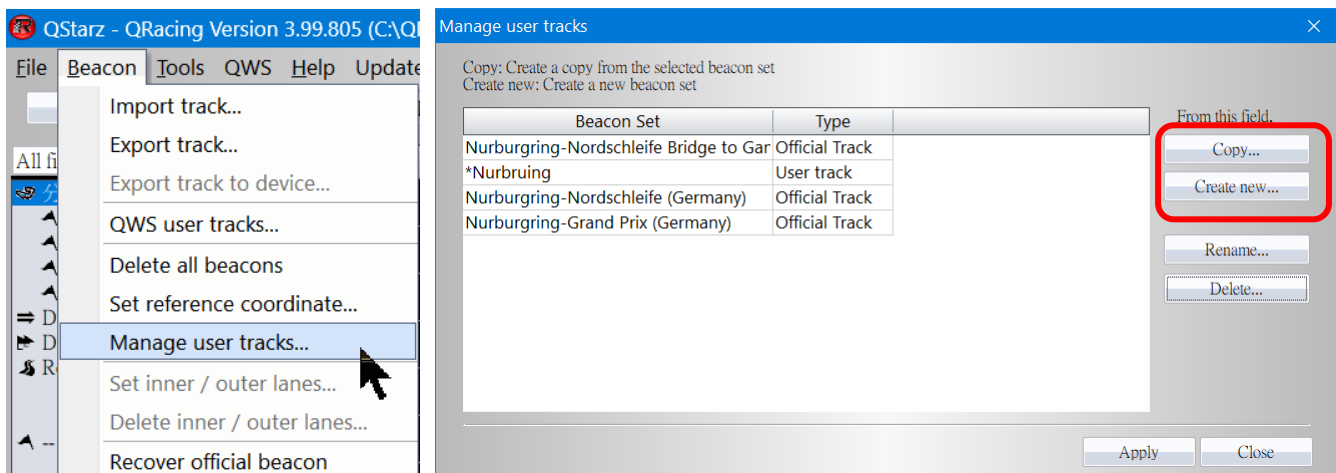 QStarz - QRacing Version 3.99.805 (C:\Q
File Beacon Tools QWS Help Update
Import track...
Export track...
Export track to device...
QWS user tracks...
Delete all beacons
Set reference coordinate...
Manage user tracks...
Set inner / outer lanes...
Delete inner / outer lanes...
Recover official beacon
All fi
分
D
D
R
--
Manage user tracks
Copy: Create a copy from the selected beacon set
Create new: Create a new beacon set
Beacon Set Type
Nurburgring-Nordschleife Bridge to Gar Official Track
*Nurbruing User track
Nurburgring-Nordschleife (Germany) Official Track
Nurburgring-Grand Prix (Germany) Official Track
From this field,
Copy...
Create new...
Rename...
Delete...
Apply Close